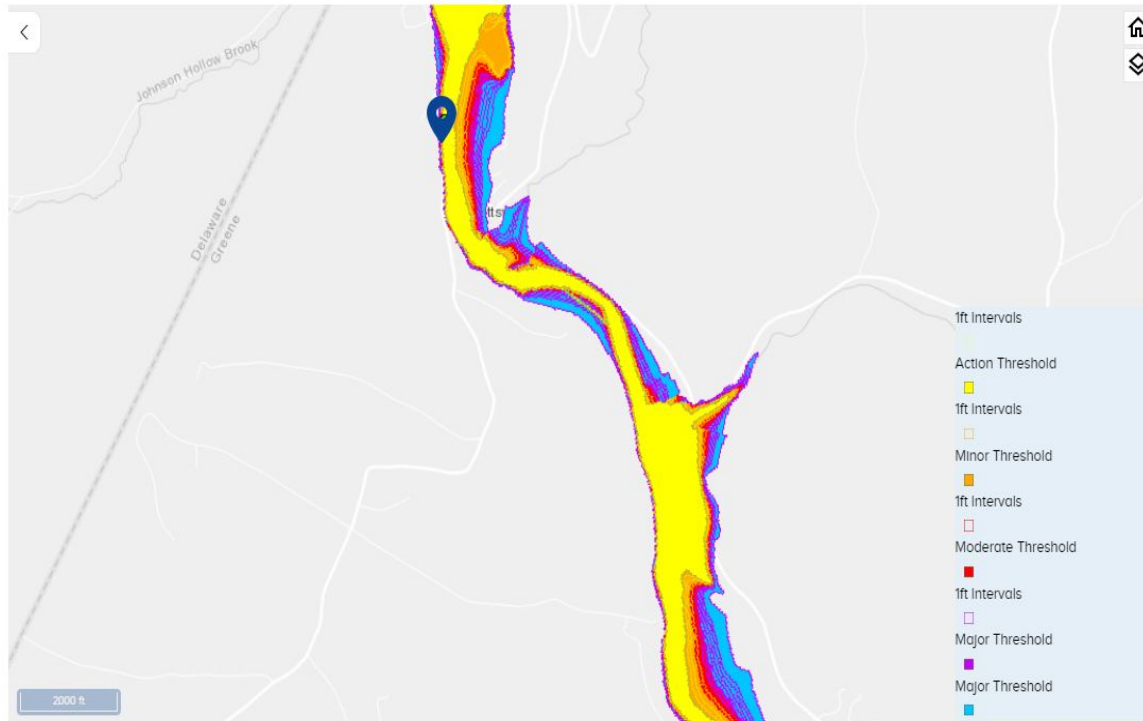 Johnson Hollow Brook
Delaware
Greene
1ft Intervals
Action Threshold
1ft Intervals
Minor Threshold
1ft Intervals
Moderate Threshold
1ft Intervals
Major Threshold
Major Threshold
2000 ft